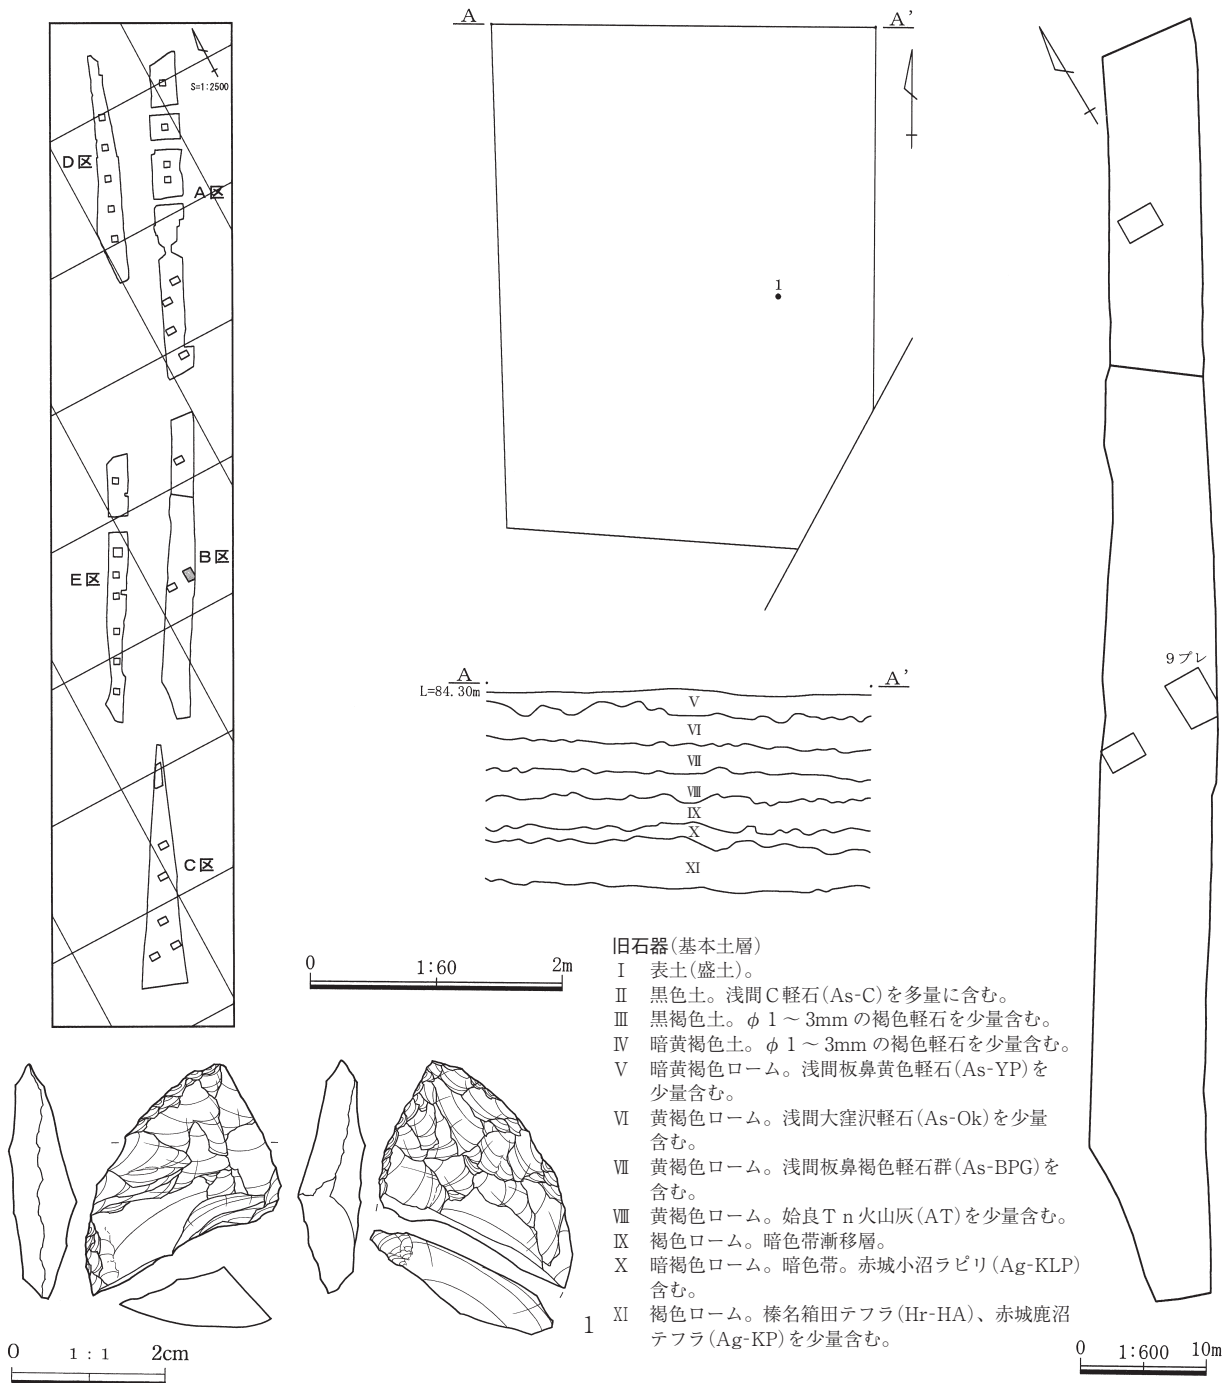 S=1:2500
D区
A区
B区
E区
C区
A
A’
1
A
A’
L=84.30m
Ⅴ
Ⅵ
Ⅶ
Ⅷ
Ⅸ
Ⅹ
Ⅺ
9プレ
0 1:60 2m
旧石器(基本土層)
Ⅰ 表土(盛土)。
Ⅱ 黒色土。浅間C軽石(As-C)を多量に含む。
Ⅲ 黒褐色土。φ1～3mmの褐色軽石を少量含む。
Ⅳ 暗黄褐色土。φ1～3mmの褐色軽石を少量含む。
Ⅴ 暗黄褐色ローム。浅間板鼻黄色軽石(As-YP)を
少量含む。
Ⅵ 黄褐色ローム。浅間大窪沢軽石(As-Ok)を少量
含む。
Ⅶ 黄褐色ローム。浅間板鼻褐色軽石群(As-BPG)を
含む。
Ⅷ 黄褐色ローム。姶良Tn火山灰(AT)を少量含む。
Ⅸ 褐色ローム。暗色帯漸移層。
Ⅹ 暗褐色ローム。暗色帯。赤城小沼ラピリ(Ag-KLP)
含む。
Ⅺ 褐色ローム。榛名箱田テフラ(Hr-HA)、赤城鹿沼
テフラ(Ag-KP)を少量含む。
1
0 1:1 2cm
0 1:600 10m